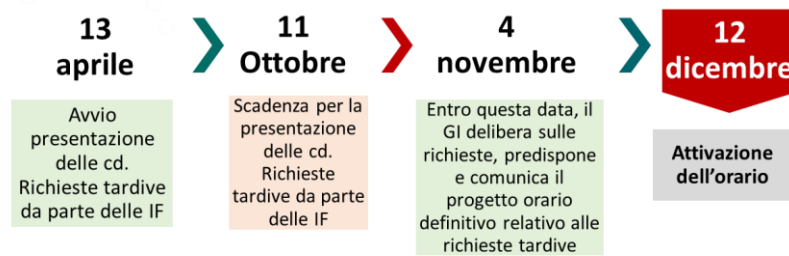 13
aprile
Avvio
presentazione
delle cd.
Richieste tardive
da parte delle IF
11
Ottobre
Scadenza per la
presentazione
delle cd.
Richieste
tardive da parte
delle IF
4
novembre
Entro questa data, il
GI delibera sulle
richieste, predispone
e comunica il
progetto orario
definitivo relativo alle
richieste tardive
12
dicembre
Attivazione
dell'orario